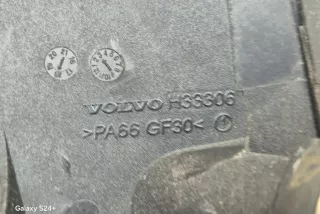 VOLVO H33306
>PA66 GF30<
Galaxy S24+